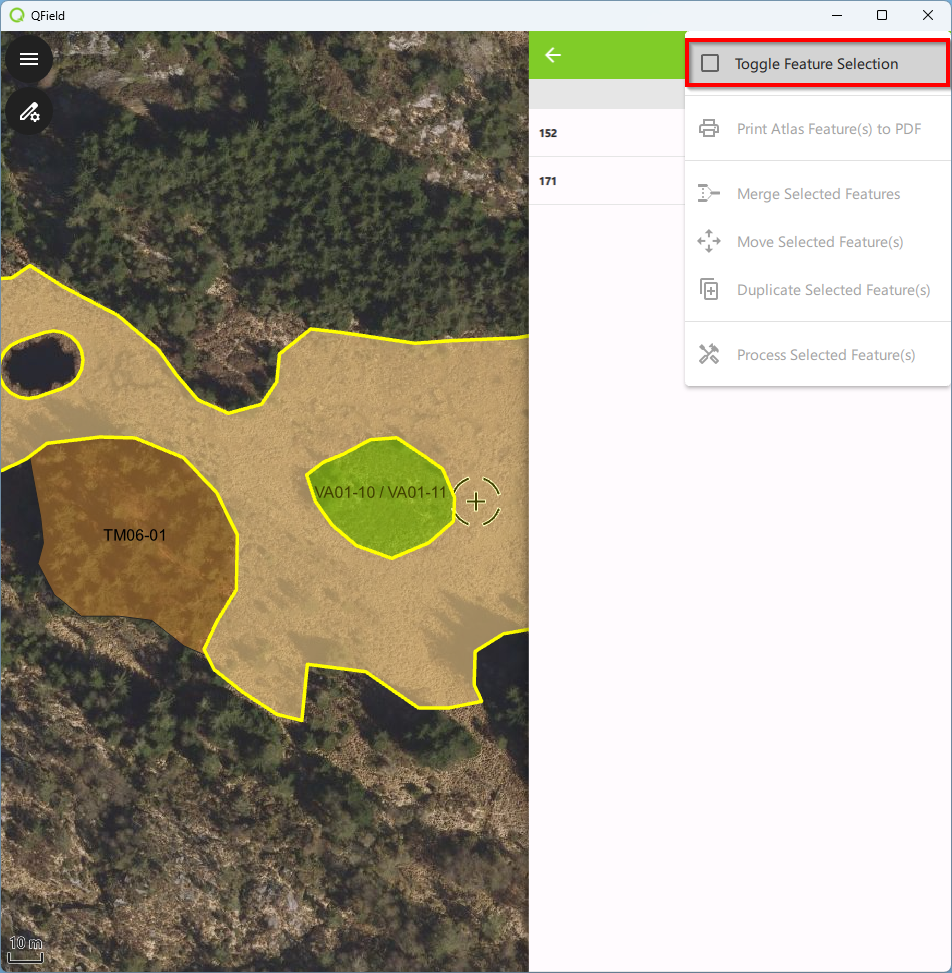 QField
Toggle Feature Selection
Print Atlas Feature(s) to PDF
152
171
Merge Selected Features
Move Selected Feature(s)
Duplicate Selected Feature(s)
Process Selected Feature(s)
VA01-10 / VA01-11
TM06-01
10 m